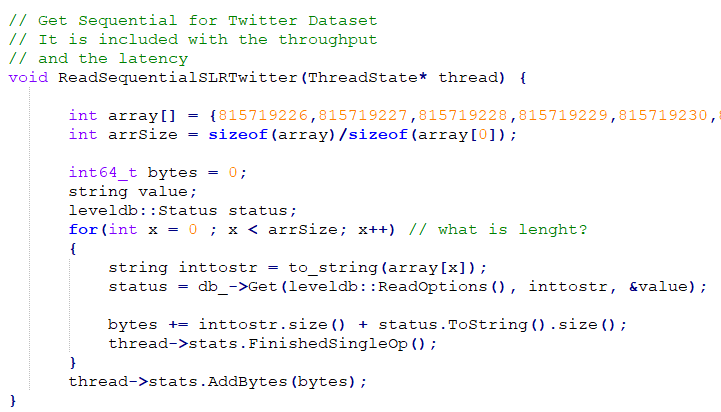 // Get Sequential for Twitter Dataset
// It is included with the throughput
// and the latency
void ReadSequentialSLRTwitter(ThreadState* thread) {
int array[] = {815719226,815719227,815719228,815719229,815719230,
int arrSize = sizeof(array)/sizeof(array[0]);
int64_t bytes = 0;
string value;
leveldb::Status status;
for(int x = 0 ; x < arrSize; x++) // what is lenght?
{
string inttostr = to_string(array[x]);
status = db_->Get(leveldb::ReadOptions(), inttostr, &value);
bytes += inttostr.size() + status.ToString().size();
thread->stats.FinishedSingleOp();
}
thread->stats.AddBytes(bytes);
}